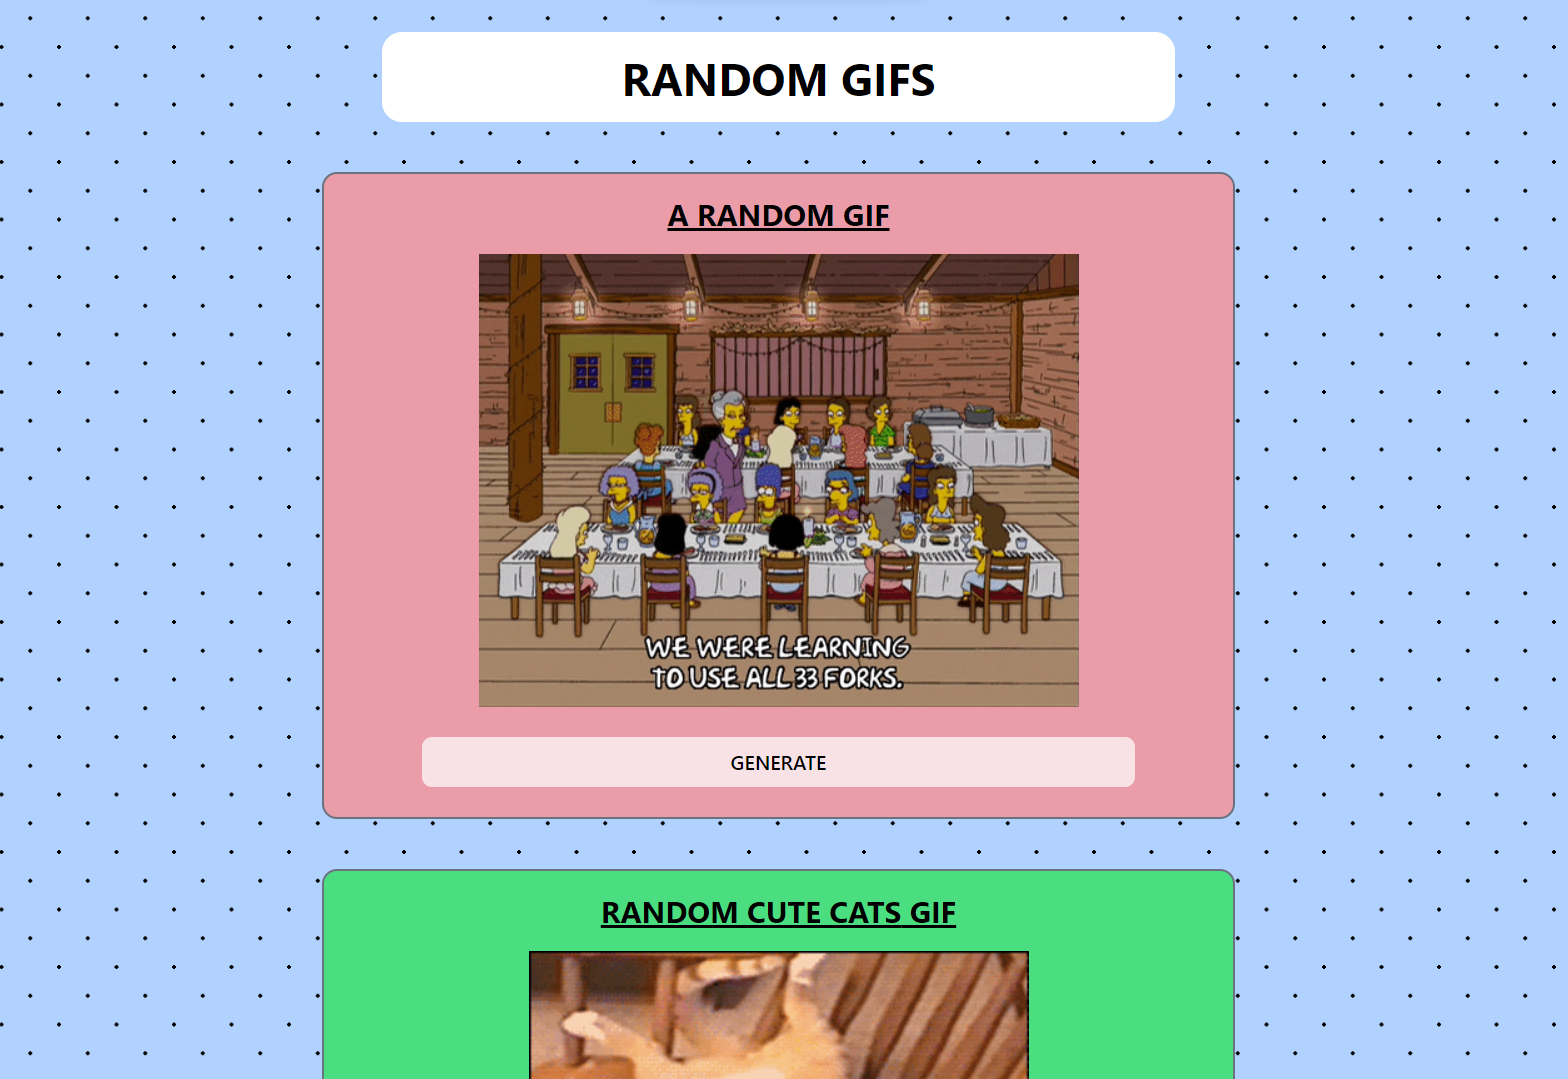 RANDOM GIFS
A RANDOM GIF
WE WERE LEARNING
TO USE ALL 33 FORKS.
GENERATE
RANDOM CUTE CATS GIF